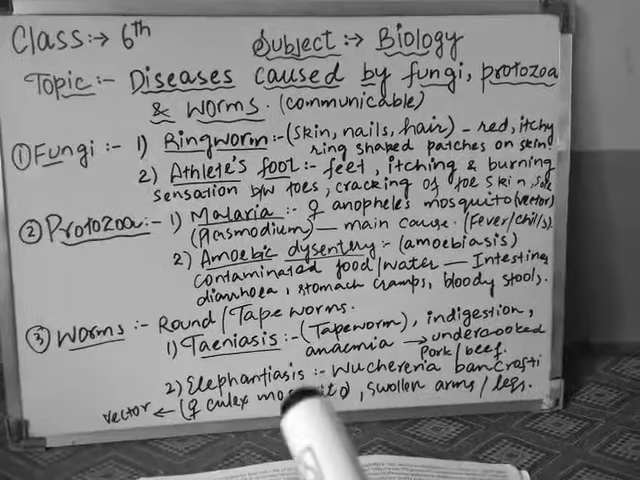 Class:→ 6th Subject:→ Biology
Topic:- Diseases caused by fungi, protozoa
& worms. (communicable)
① Fungi:- 1) Ringworm:- (skin, nails, hair) – red, itchy
ring shaped patches on skin
2) Athlete's foot:- feet, itching & burning
sensation b/w toes, cracking of toe skin, sole
② Protozoa:- 1) Malaria:- ♀ anopheles mosquito (vector)
(Plasmodium) – main cause. (Fever/chills).
2) Amoebic dysentery:- (amoebiasis)
contaminated food/water – Intestine,
diarrhoea, stomach cramps, bloody stools.
③ Worms:- Round/Tape worms.
1) Taeniasis:- (Tapeworm), indigestion,
anaemia → undercooked
Pork/beef.
2) Elephantiasis:- Wuchereria bancrofti
vector ← (♀ culex mosquito), swollen arms/legs.